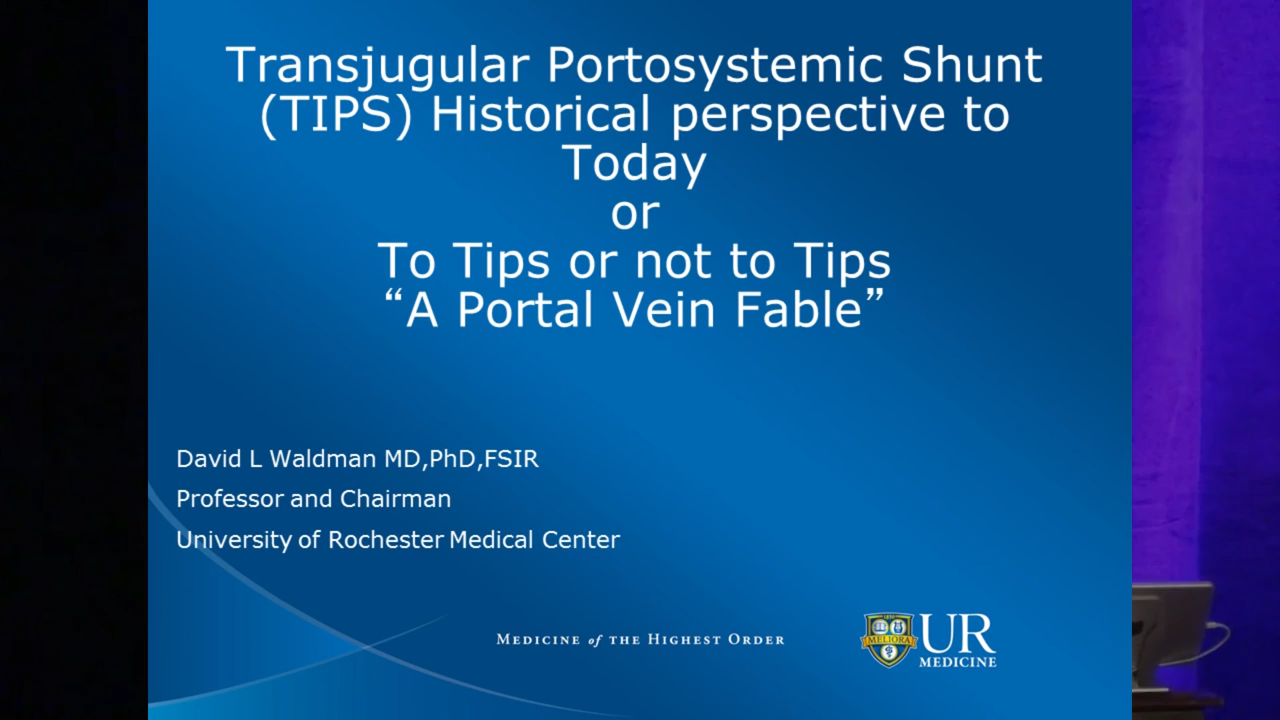 Transjugular Portosystemic Shunt
(TIPS) Historical perspective to
Today
or
To Tips or not to Tips
“A Portal Vein Fable”
David L Waldman MD,PhD,FSIR
Professor and Chairman
University of Rochester Medical Center
MEDICINE of THE HIGHEST ORDER
MELIORA
UR
MEDICINE